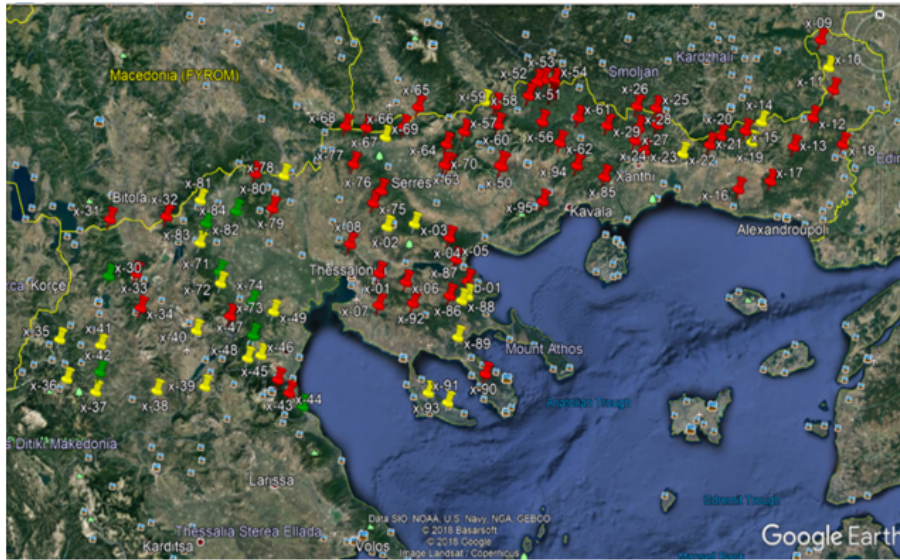 x-09
x-53
x-52
x-54
Kardzhali
Smoljan
x-10
Macedonia (FYROM)
x-11
x-59
x-58
x-51
x-65
x-26
x-25
x-14
x-68
x-66
x-69
x-57
x-61
x-28
x-20
x-12
x-67
x-60
x-56
x-29
x-27
x-21
x-15
x-13
x-18
x-77
x-64
x-62
x-24
x-23
x-22
x-19
x-78
x-70
x-63
x-50
x-94
Xanthi
x-17
x-76
Serres
x-85
x-16
x-81
x-80
Bitola
x-32
x-31
x-84
x-79
x-75
x-95
Kavala
x-82
x-83
x-02
x-03
Alexandroupoli
x-04
x-05
x-30
x-71
Thessaloni
x-87
x-33
x-72
x-74
x-01
x-06
x-34
x-73
x-07
x-92
x-86
x-88
x-49
x-35
x-41
x-40
x-47
x-89
x-42
x-48
x-46
Mount Athos
x-45
x-36
x-39
x-91
x-90
x-37
x-38
x-43
x-44
x-93
s Ditiki Makedonia
Larissa
Thessalia Sterea Ellada
Karditsa
Volos
Data SIO, NOAA, U.S. Navy, NGA, GEBCO
© 2018 Basarsoft
© 2018 Google
Image Landsat / Copernicus
Google Earth